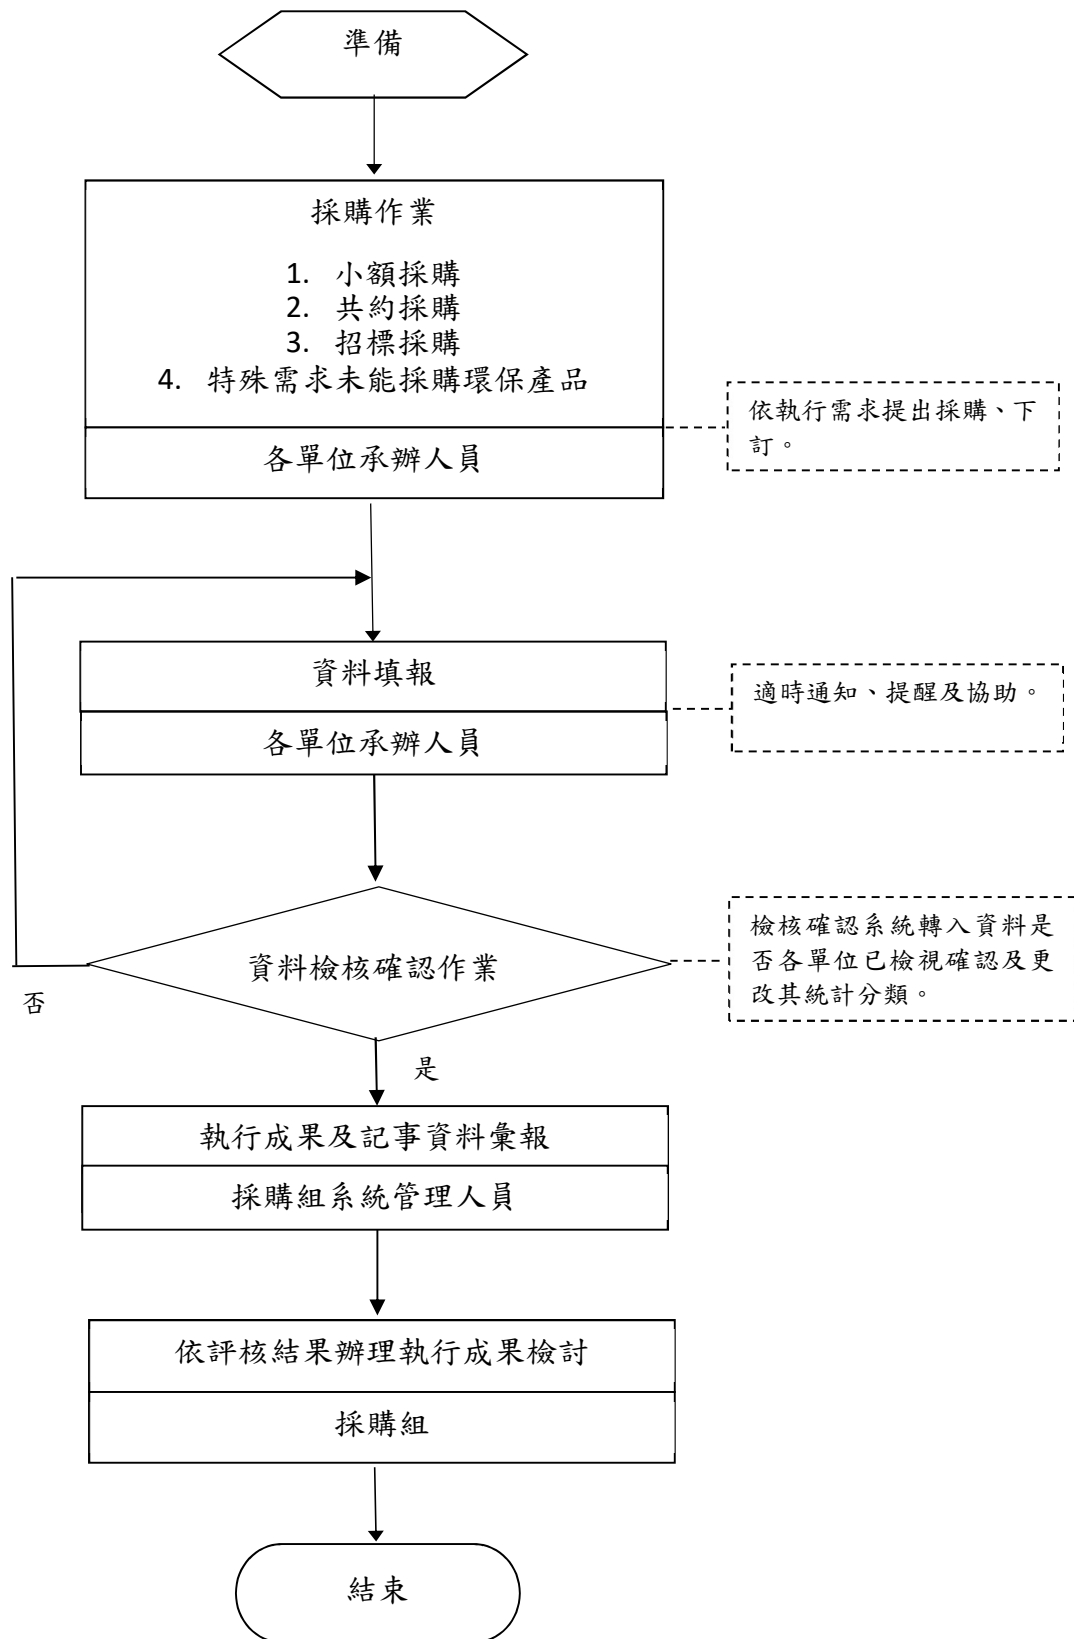 準備
採購作業
1. 小額採購
2. 共約採購
3. 招標採購
4. 特殊需求未能採購環保產品
各單位承辦人員
依執行需求提出採購、下
訂。
資料填報
各單位承辦人員
適時通知、提醒及協助。
資料檢核確認作業
檢核確認系統轉入資料是
否各單位已檢視確認及更
改其統計分類。
否
是
執行成果及記事資料彙報
採購組系統管理人員
依評核結果辦理執行成果檢討
採購組
結束